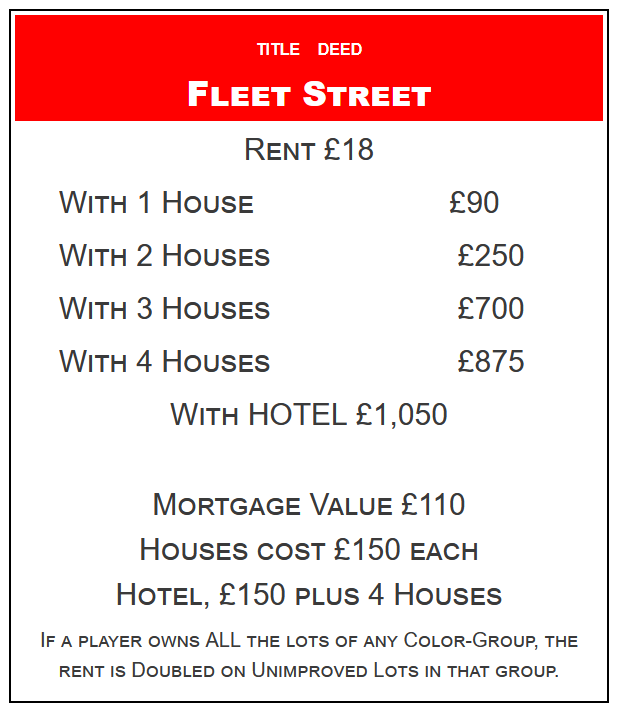 TITLE DEED
FLEET STREET
RENT £18
WITH 1 HOUSE £90
WITH 2 HOUSES £250
WITH 3 HOUSES £700
WITH 4 HOUSES £875
WITH HOTEL £1,050
MORTGAGE VALUE £110
HOUSES COST £150 EACH
HOTEL, £150 PLUS 4 HOUSES
IF A PLAYER OWNS ALL THE LOTS OF ANY COLOR-GROUP, THE
RENT IS DOUBLED ON UNIMPROVED LOTS IN THAT GROUP.